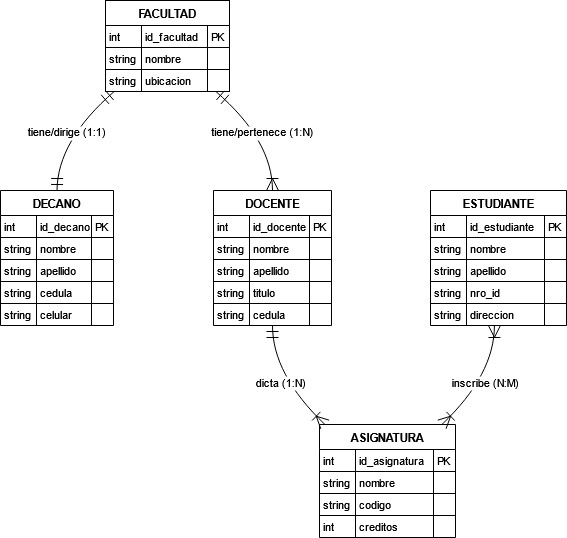 FACULTAD
int id_facultad PK
string nombre
string ubicacion
tiene/dirige (1:1)
tiene/pertenece (1:N)
DECANO
int id_decano PK
string nombre
string apellido
string cedula
string celular
DOCENTE
int id_docente PK
string nombre
string apellido
string titulo
string cedula
ESTUDIANTE
int id_estudiante PK
string nombre
string apellido
string nro_id
string direccion
dicta (1:N)
inscribe (N:M)
ASIGNATURA
int id_asignatura PK
string nombre
string codigo
int creditos